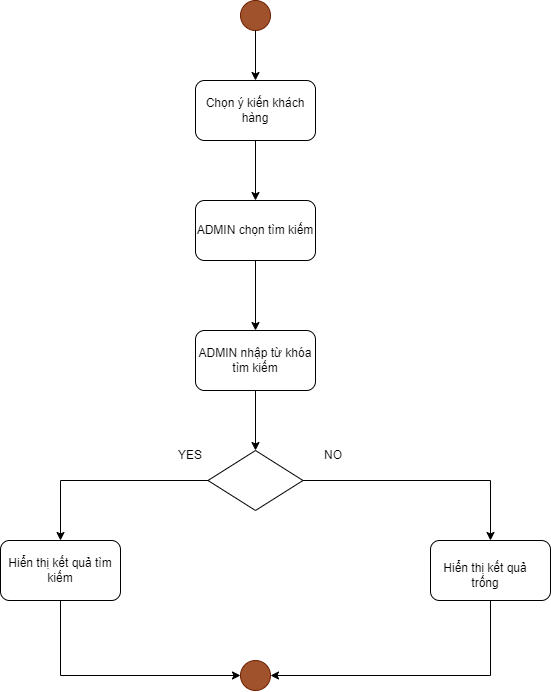 Chọn ý kiến khách
hàng
ADMIN chọn tìm kiếm
ADMIN nhập từ khóa
tìm kiếm
YES
NO
Hiển thị kết quả tìm
kiếm
Hiển thị kết quả
trống